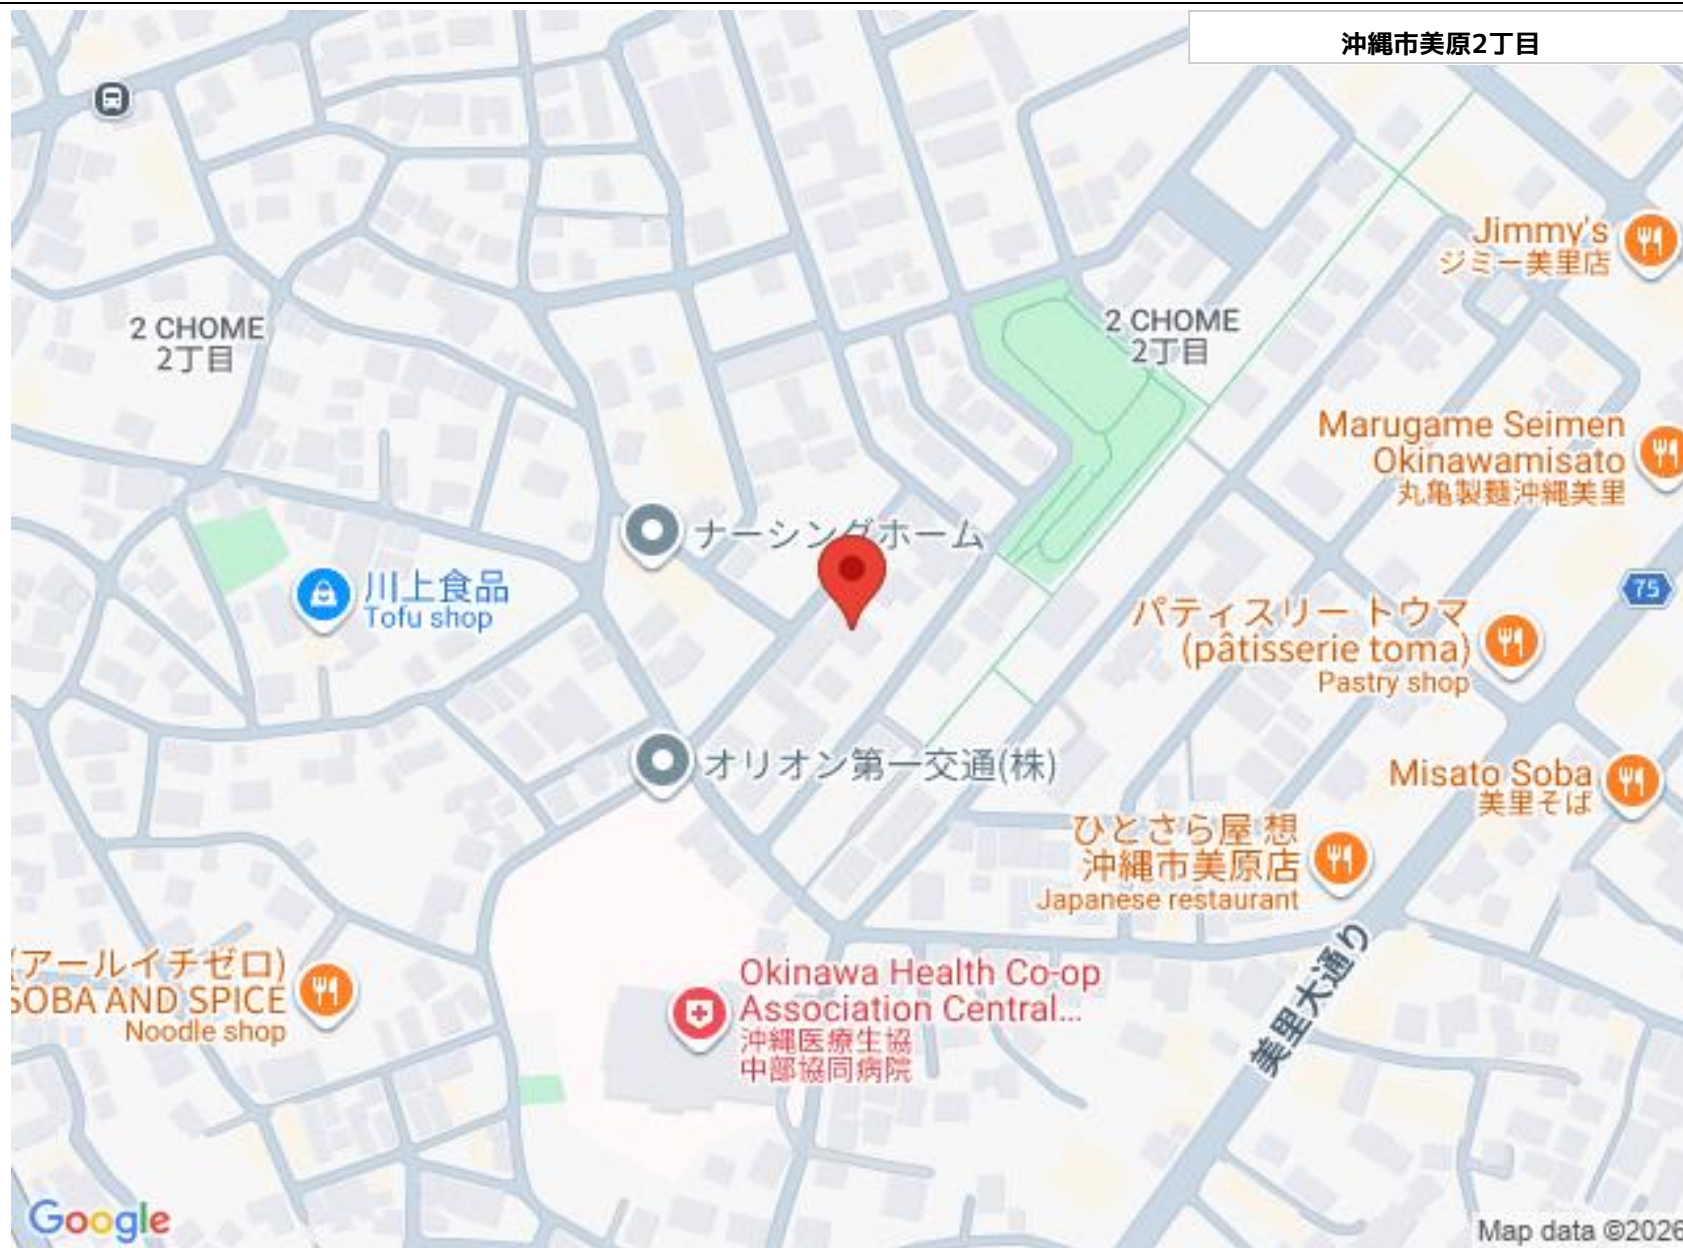 沖縄市美原2丁目
Jimmy's
ジミー美里店
2 CHOME
2丁目
2 CHOME
2丁目
Marugame Seimen
Okinawamisato
丸亀製麺沖縄美里
ナーシングホーム
川上食品
Tofu shop
75
パティスリー トウマ
(pâtisserie toma)
Pastry shop
オリオン第一交通(株)
Misato Soba
美里そば
ひとさら屋 想
沖縄市美原店
Japanese restaurant
美里大通り
(アールイチゼロ)
SOBA AND SPICE
Noodle shop
Okinawa Health Co-op
Association Central...
沖縄医療生協
中部協同病院
Google
Map data ©2026